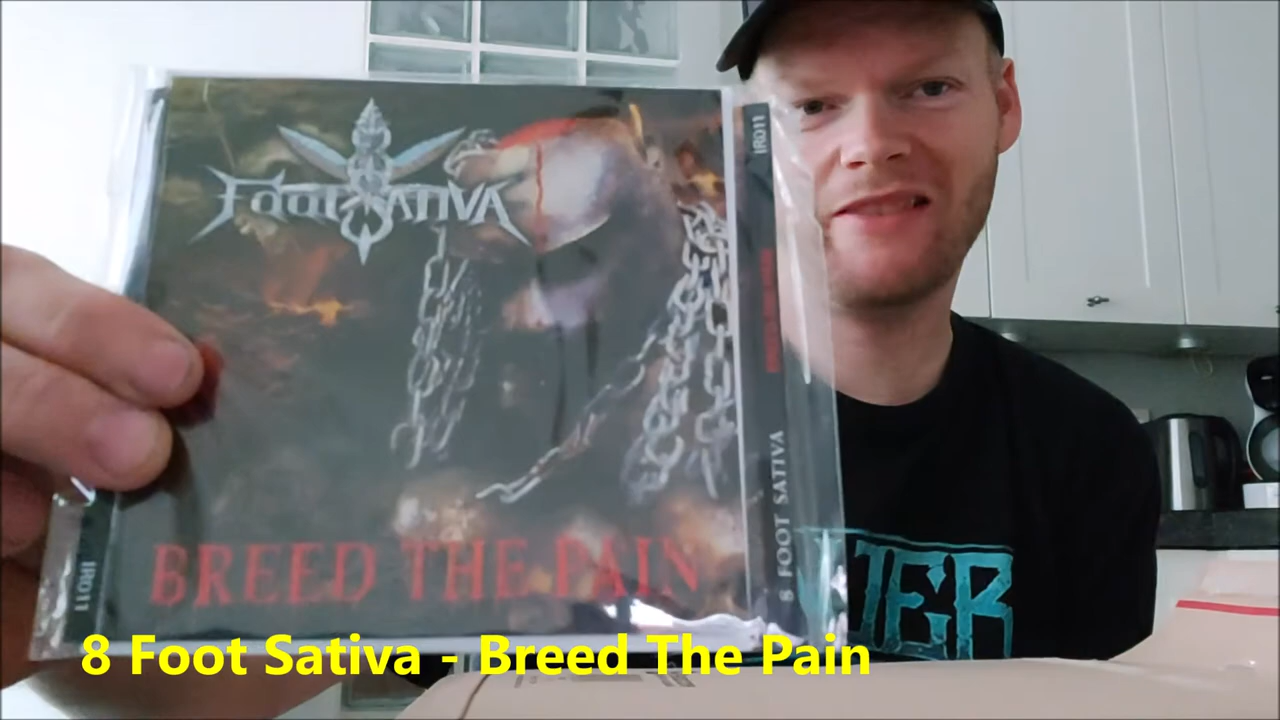 Foot Sativa
IRD11
8 FOOT SATIVA
IRD11
BREED THE PAIN
8 Foot Sativa - Breed The Pain